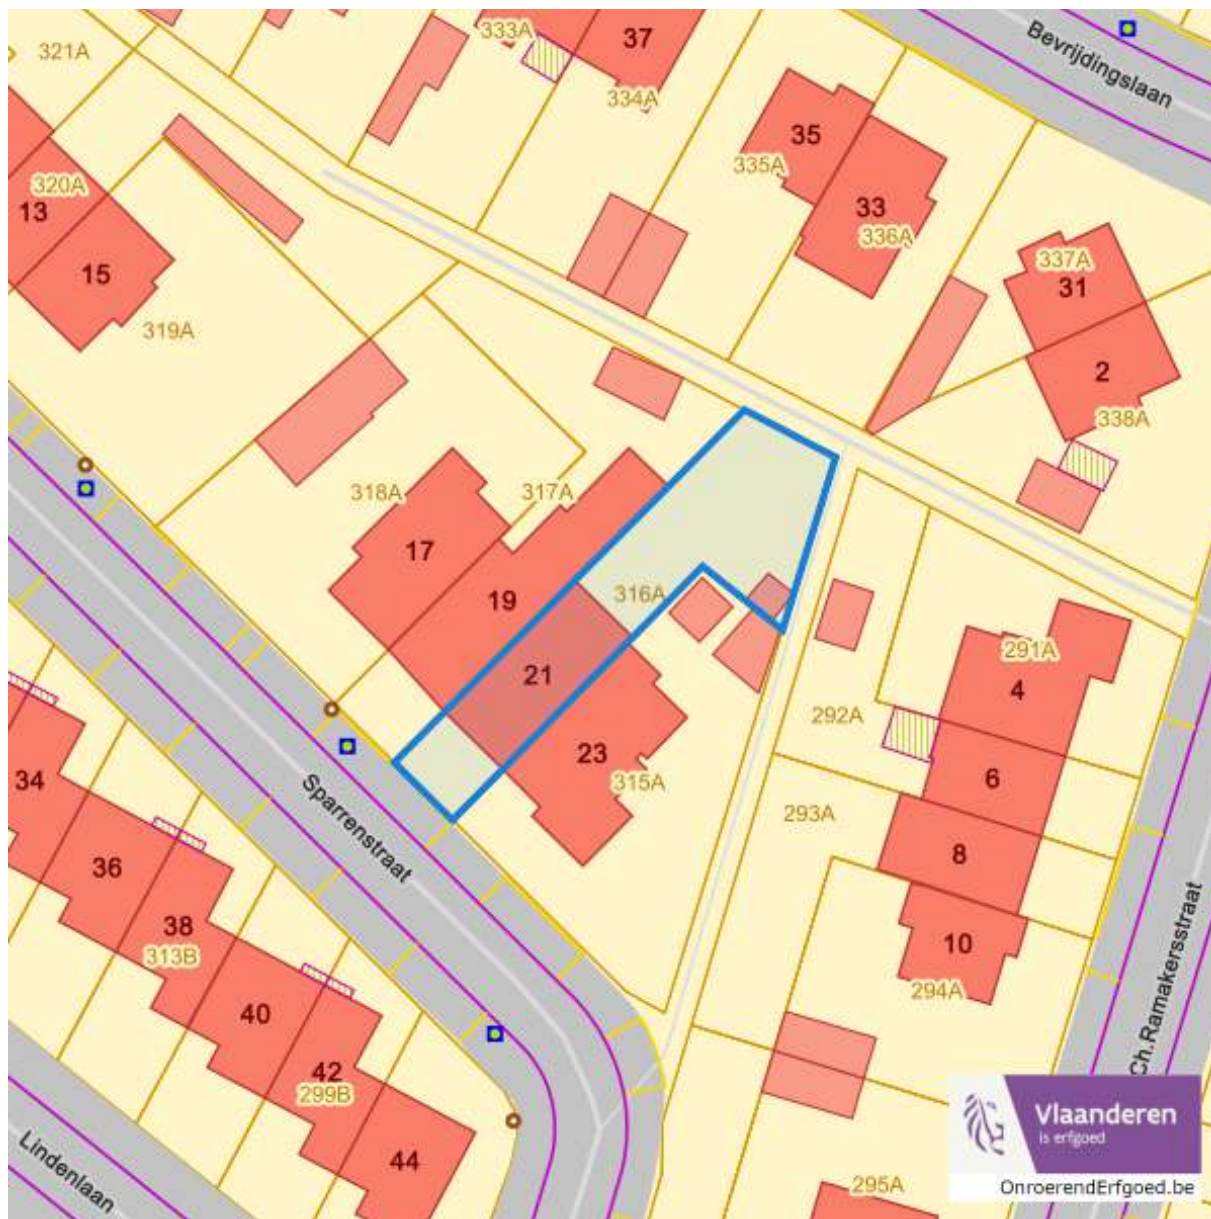 333A
37
Bevrijdingslaan
321A
334A
35
335A
320A
33
13
336A
337A
15
31
319A
2
338A
318A
317A
17
316A
19
291A
21
4
292A
23
6
34
315A
293A
Sparrenstraat
8
36
38
10
313B
294A
40
Ch.Ramakersstraat
42
299B
44
Lindenlaan
295A
Vlaanderen
is erfgoed
OnroerendErfgoed.be